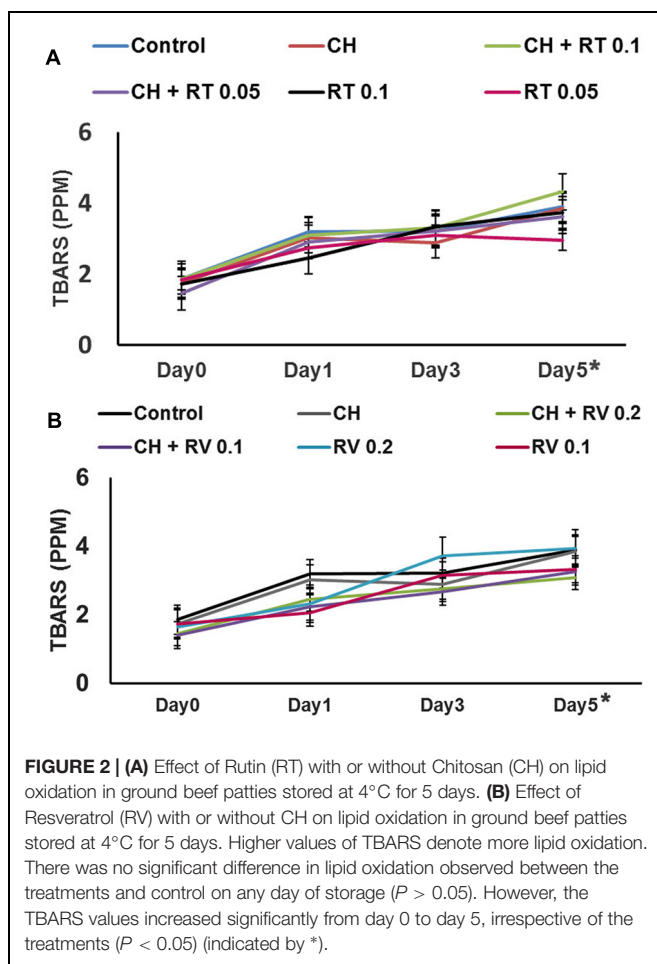 A
Control CH CH + RT 0.1
CH + RT 0.05 RT 0.1 RT 0.05
6
4
2
0
TBARS (PPM)
Day0 Day1 Day3 Day5*
B
Control CH CH + RV 0.2
CH + RV 0.1 RV 0.2 RV 0.1
6
4
2
0
TBARS (PPM)
Day0 Day1 Day3 Day5*
FIGURE 2 | (A) Effect of Rutin (RT) with or without Chitosan (CH) on lipid
oxidation in ground beef patties stored at 4°C for 5 days. (B) Effect of
Resveratrol (RV) with or without CH on lipid oxidation in ground beef patties
stored at 4°C for 5 days. Higher values of TBARS denote more lipid oxidation.
There was no significant difference in lipid oxidation observed between the
treatments and control on any day of storage (P > 0.05). However, the
TBARS values increased significantly from day 0 to day 5, irrespective of the
treatments (P < 0.05) (indicated by *).